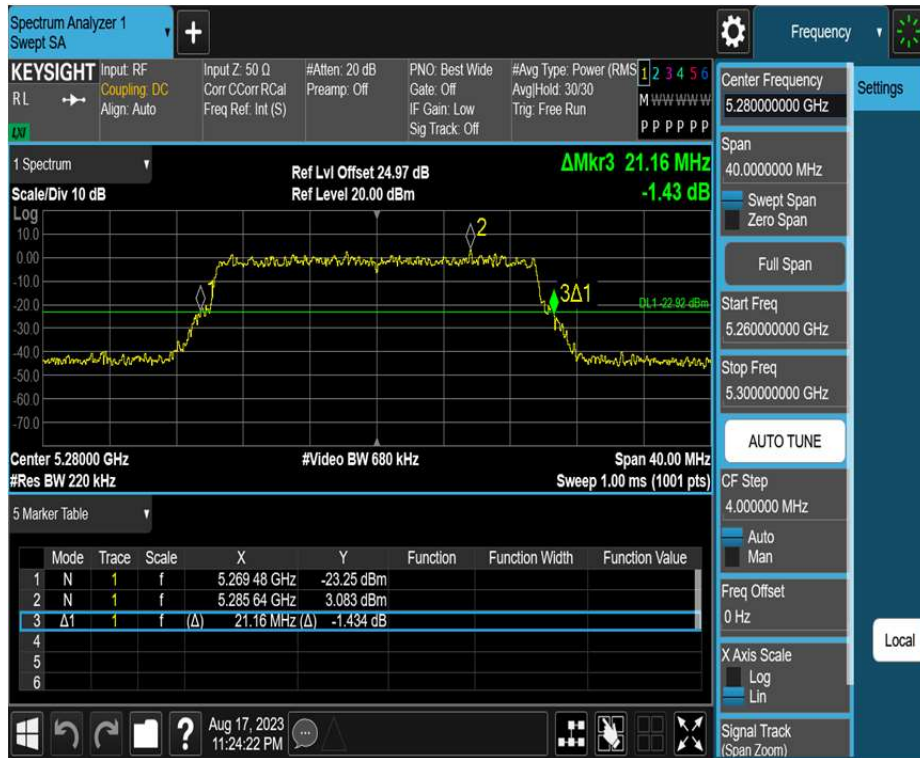 Spectrum Analyzer 1
Swept SA
+
Frequency
KEYSIGHT
RL
LXI
Input: RF
Coupling: DC
Align: Auto
Input Z: 50 Ω
Corr CCorr RCal
Freq Ref: Int (S)
#Atten: 20 dB
Preamp: Off
PNO: Best Wide
Gate: Off
IF Gain: Low
Sig Track: Off
#Avg Type: Power (RMS
Avg|Hold: 30/30
Trig: Free Run
1 2 3 4 5 6
M W W W W W
P P P P P P
Center Frequency
5.280000000 GHz
Settings
1 Spectrum
Scale/Div 10 dB
Ref Lvl Offset 24.97 dB
Ref Level 20.00 dBm
ΔMkr3 21.16 MHz
-1.43 dB
Span
40.0000000 MHz
Swept Span
Zero Span
Full Span
Start Freq
5.260000000 GHz
Stop Freq
5.300000000 GHz
AUTO TUNE
CF Step
4.000000 MHz
Auto
Man
Freq Offset
0 Hz
X Axis Scale
Log
Lin
Signal Track
(Span Zoom)
Local
Log
10.0
0.00
-10.0
-20.0
-30.0
-40.0
-50.0
-60.0
-70.0
1
2
3Δ1
DL1 -22.92 dBm
Center 5.28000 GHz
#Res BW 220 kHz
#Video BW 680 kHz
Span 40.00 MHz
Sweep 1.00 ms (1001 pts)
5 Marker Table
Mode Trace Scale X Y Function Function Width Function Value
1 N 1 f 5.269 48 GHz -23.25 dBm
2 N 1 f 5.285 64 GHz 3.083 dBm
3 Δ1 1 f (Δ) 21.16 MHz (Δ) -1.434 dB
4
5
6
?
Aug 17, 2023
11:24:22 PM